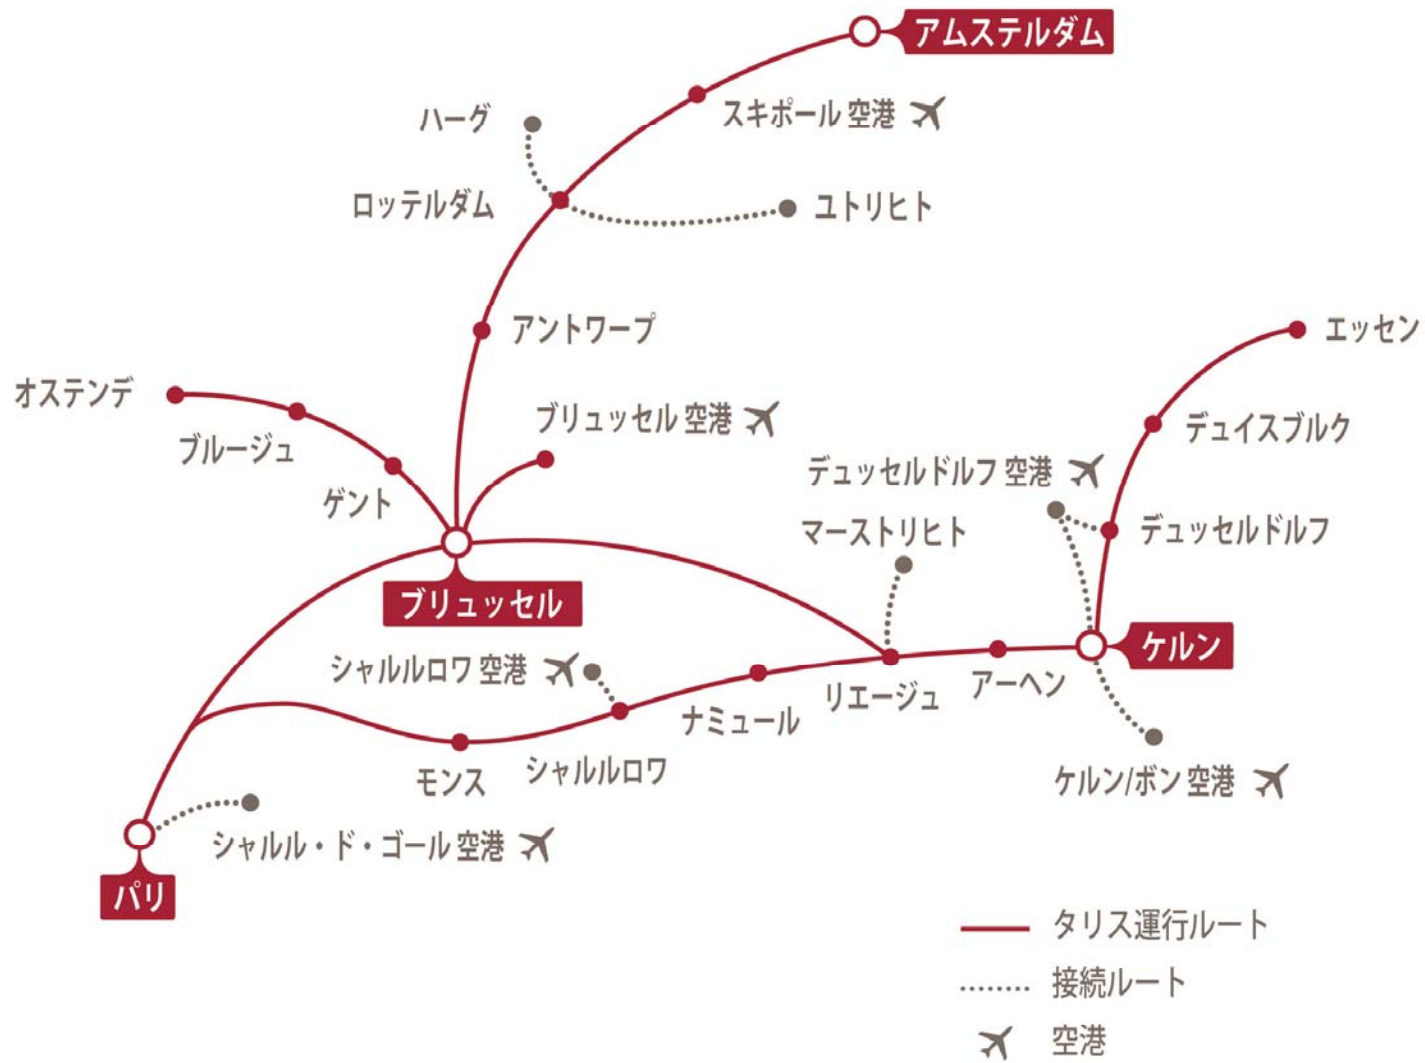 アムステルダム
スキポール 空港
ハーグ
ロッテルダム
ユトリヒト
アントワープ
エッセン
オステンデ
ブルージュ
ブリュッセル 空港
デュイスブルク
ゲント
デュッセルドルフ 空港
マーストリヒト
デュッセルドルフ
ブリュッセル
ケルン
シャルルロワ 空港
ナミュール
リエージュ
アーヘン
モンス
シャルルロワ
ケルン/ボン 空港
シャルル・ド・ゴール 空港
パリ
タリス運行ルート
接続ルート
空港